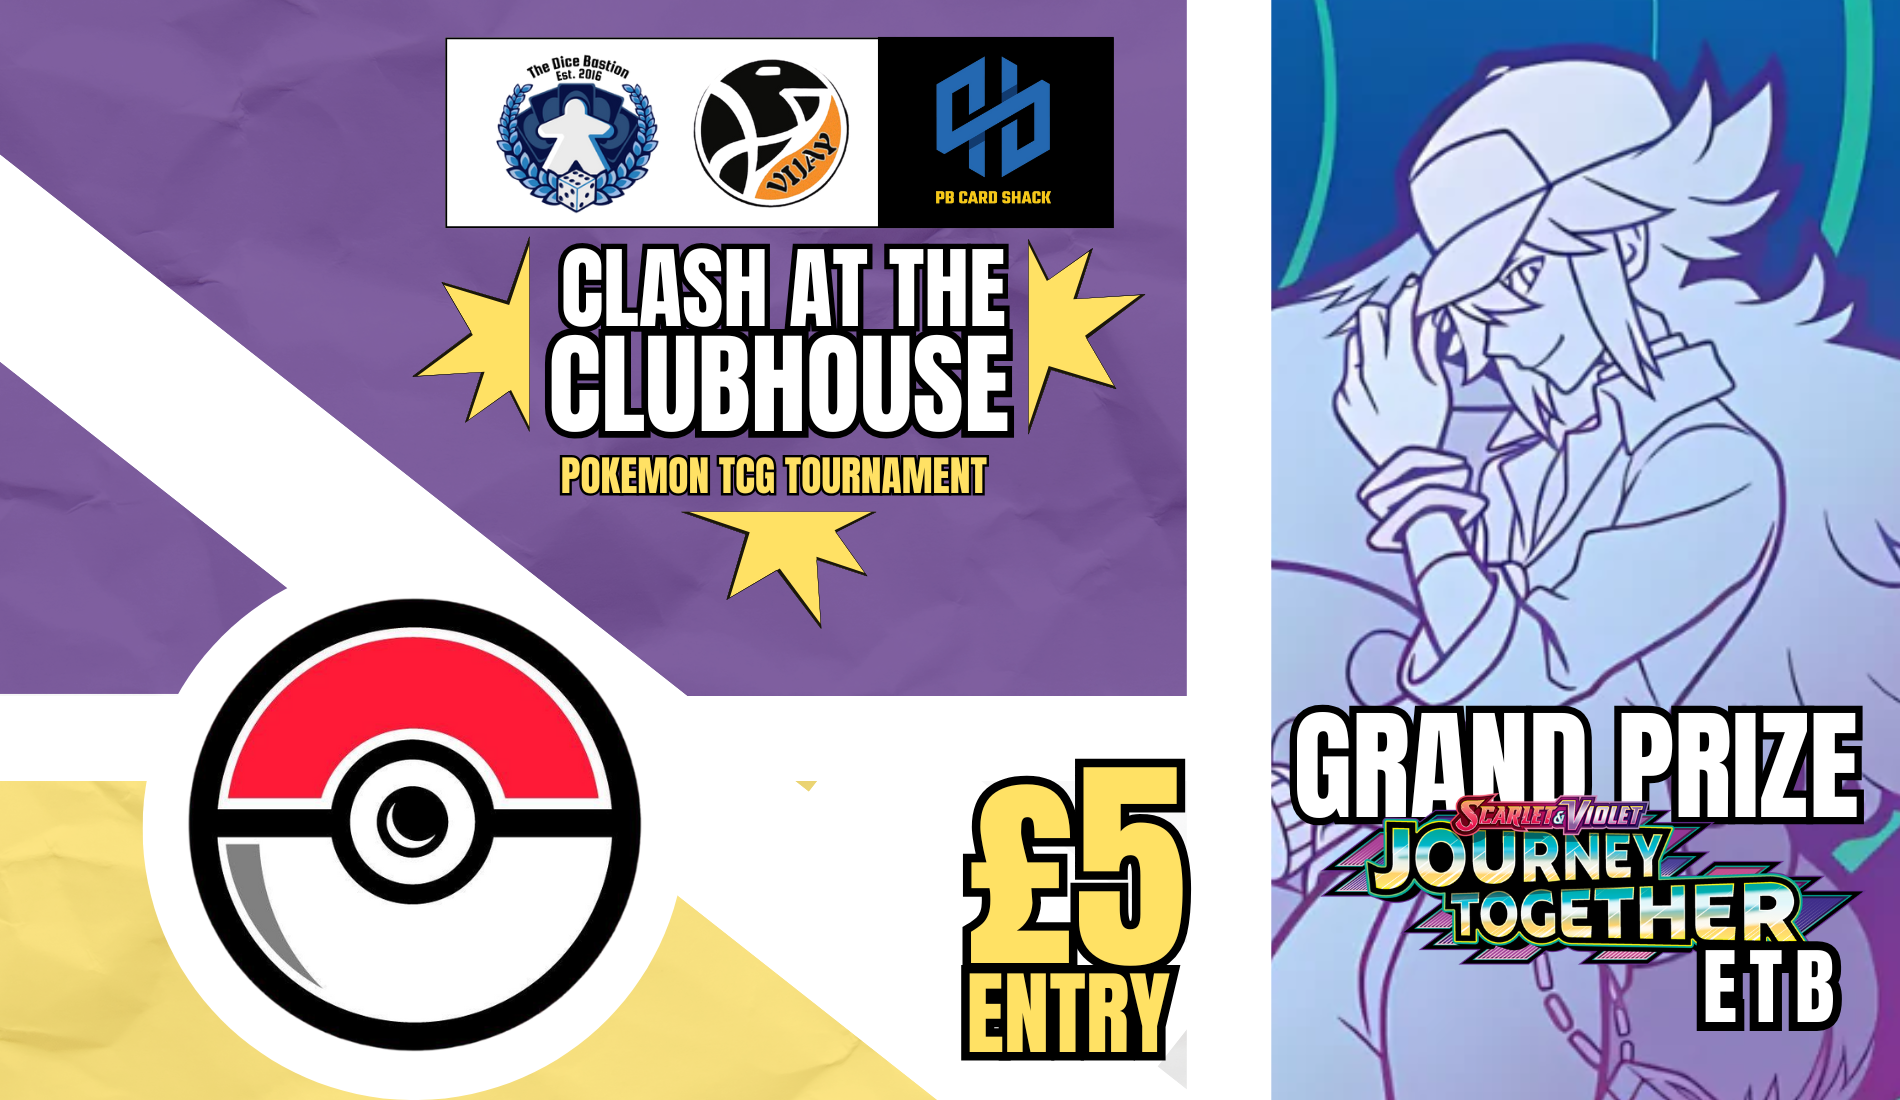 The Dice Bastion
Est. 2016
VIJAY
PB CARD SHACK
CLASH AT THE
CLUBHOUSE
POKEMON TCG TOURNAMENT
£5
ENTRY
GRAND PRIZE
SCARLET & VIOLET
JOURNEY
TOGETHER
ETB